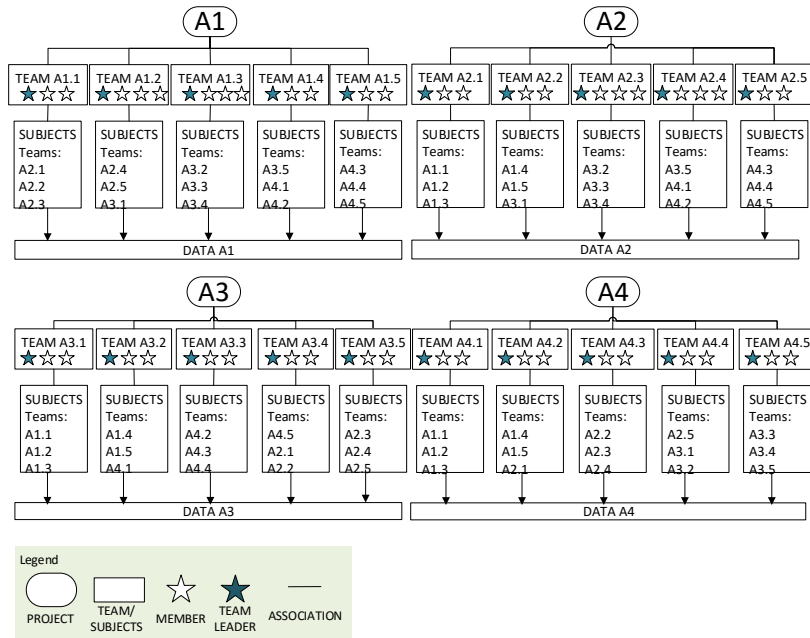 A1
TEAM A1.1
TEAM A1.2
TEAM A1.3
TEAM A1.4
TEAM A1.5
SUBJECTS
Teams:
A2.1
A2.2
A2.3
SUBJECTS
Teams:
A2.4
A2.5
A3.1
SUBJECTS
Teams:
A3.2
A3.3
A3.4
SUBJECTS
Teams:
A3.5
A4.1
A4.2
SUBJECTS
Teams:
A4.3
A4.4
A4.5
DATA A1
A2
TEAM A2.1
TEAM A2.2
TEAM A2.3
TEAM A2.4
TEAM A2.5
SUBJECTS
Teams:
A1.1
A1.2
A1.3
SUBJECTS
Teams:
A1.4
A1.5
A3.1
SUBJECTS
Teams:
A3.2
A3.3
A3.4
SUBJECTS
Teams:
A3.5
A4.1
A4.2
SUBJECTS
Teams:
A4.3
A4.4
A4.5
DATA A2
A3
TEAM A3.1
TEAM A3.2
TEAM A3.3
TEAM A3.4
TEAM A3.5
SUBJECTS
Teams:
A1.1
A1.2
A1.3
SUBJECTS
Teams:
A1.4
A1.5
A4.1
SUBJECTS
Teams:
A4.2
A4.3
A4.4
SUBJECTS
Teams:
A4.5
A2.1
A2.2
SUBJECTS
Teams:
A2.3
A2.4
A2.5
DATA A3
A4
TEAM A4.1
TEAM A4.2
TEAM A4.3
TEAM A4.4
TEAM A4.5
SUBJECTS
Teams:
A1.1
A1.2
A1.3
SUBJECTS
Teams:
A1.4
A1.5
A2.1
SUBJECTS
Teams:
A2.2
A2.3
A2.4
SUBJECTS
Teams:
A2.5
A3.1
A3.2
SUBJECTS
Teams:
A3.3
A3.4
A3.5
DATA A4
Legend
PROJECT
TEAM/
SUBJECTS
MEMBER
TEAM
LEADER
ASSOCIATION